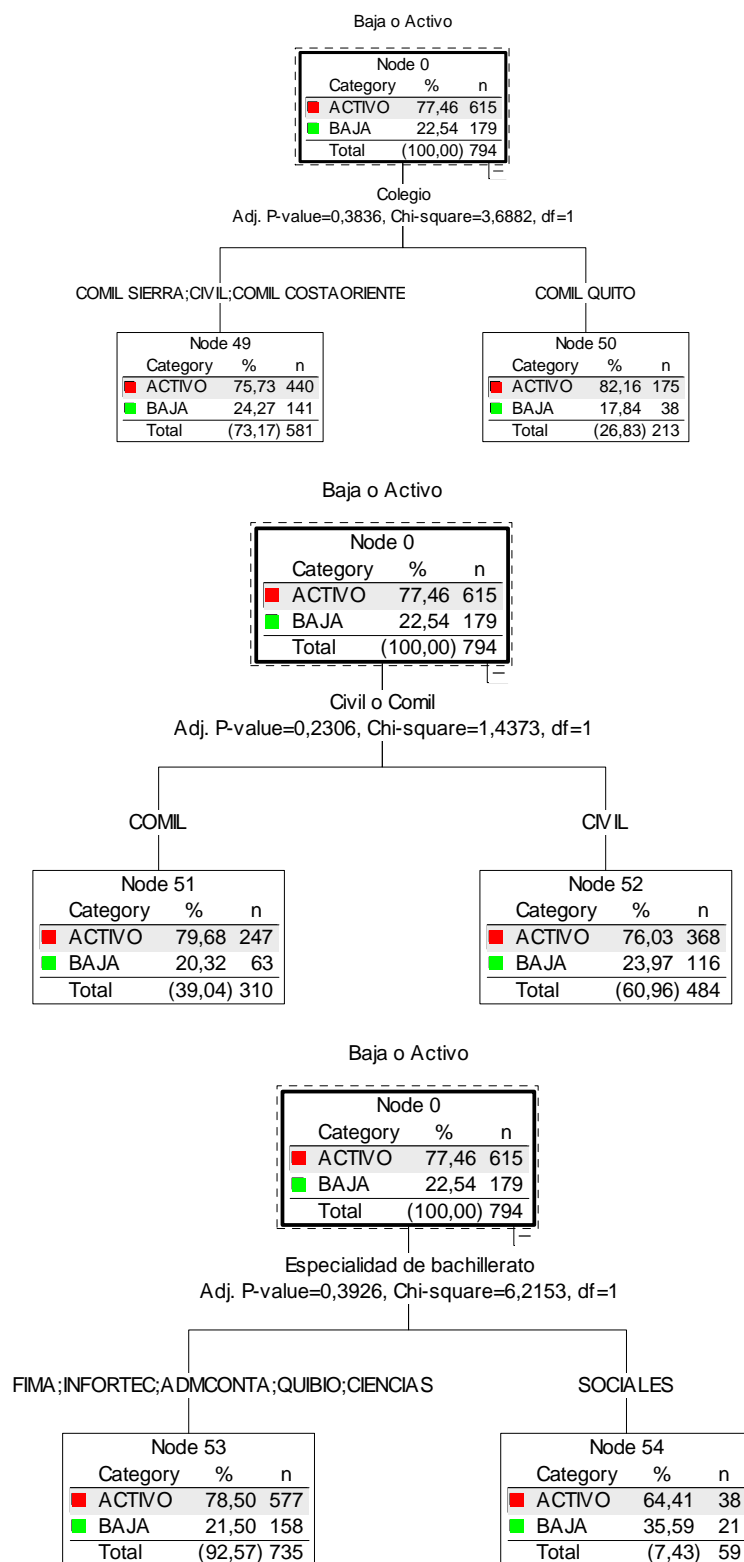 Baja o Activo
Node 0
Category % n
ACTIVO 77,46 615
BAJA 22,54 179
Total (100,00) 794
Colegio
Adj. P-value=0,3836, Chi-square=3,6882, df=1
COMIL SIERRA;CIVIL;COMIL COSTAORIENTE COMIL QUITO
Node 49
Category % n
ACTIVO 75,73 440
BAJA 24,27 141
Total (73,17) 581
Node 50
Category % n
ACTIVO 82,16 175
BAJA 17,84 38
Total (26,83) 213
Baja o Activo
Node 0
Category % n
ACTIVO 77,46 615
BAJA 22,54 179
Total (100,00) 794
Civil o Comil
Adj. P-value=0,2306, Chi-square=1,4373, df=1
COMIL CIVIL
Node 51
Category % n
ACTIVO 79,68 247
BAJA 20,32 63
Total (39,04) 310
Node 52
Category % n
ACTIVO 76,03 368
BAJA 23,97 116
Total (60,96) 484
Baja o Activo
Node 0
Category % n
ACTIVO 77,46 615
BAJA 22,54 179
Total (100,00) 794
Especialidad de bachillerato
Adj. P-value=0,3926, Chi-square=6,2153, df=1
FIMA;INFORTEC;ADMCONTA;QUIBIO;CIENCIAS SOCIALES
Node 53
Category % n
ACTIVO 78,50 577
BAJA 21,50 158
Total (92,57) 735
Node 54
Category % n
ACTIVO 64,41 38
BAJA 35,59 21
Total (7,43) 59